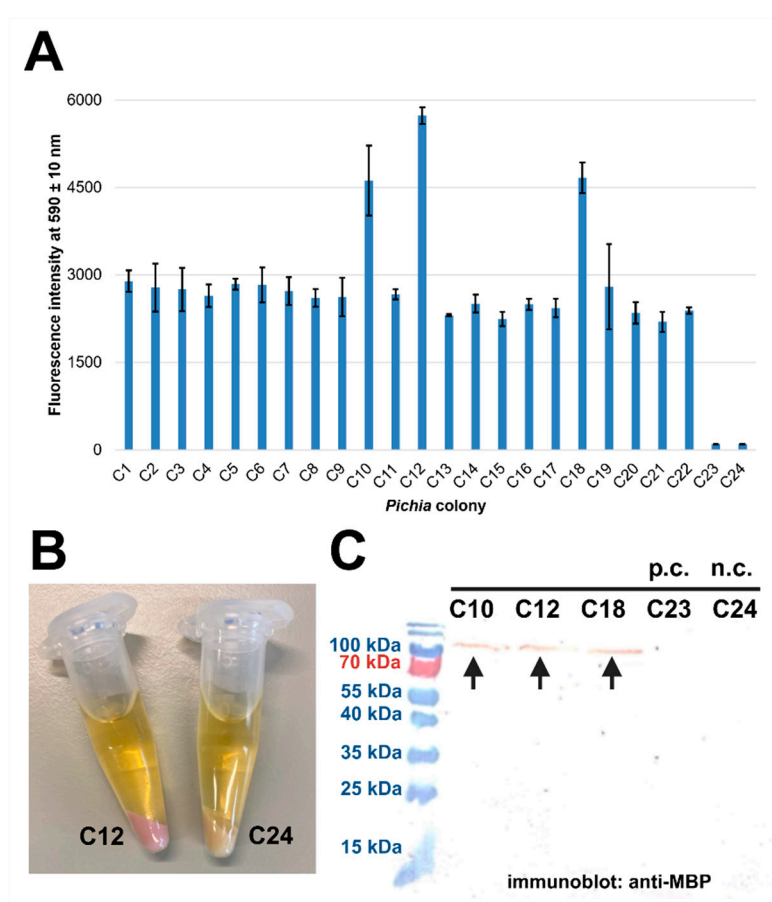 A
Fluorescence intensity at 590 ± 10 nm
6000
4500
3000
1500
0
C1 C2 C3 C4 C5 C6 C7 C8 C9 C10 C11 C12 C13 C14 C15 C16 C17 C18 C19 C20 C21 C22 C23 C24
Pichia colony
B
C12
C24
C
p.c. n.c.
C10 C12 C18 C23 C24
100 kDa
70 kDa
55 kDa
40 kDa
35 kDa
25 kDa
15 kDa
immunoblot: anti-MBP